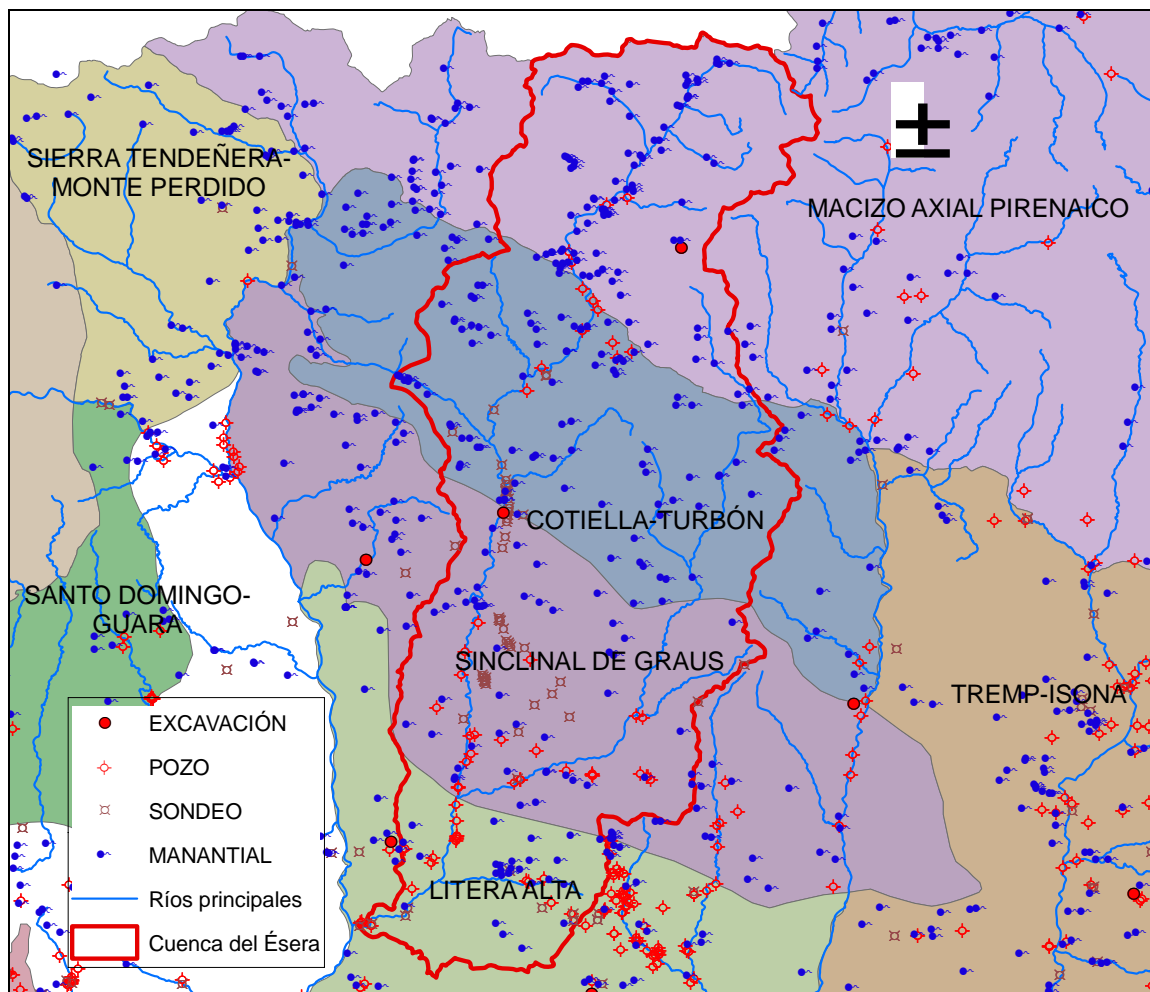 SIERRA TENDEÑERA-
MONTE PERDIDO
±
MACIZO AXIAL PIRENAICO
COTIELLA-TURBÓN
SANTO DOMINGO-
GUARA
SINCLINAL DE GRAUS
TREMP-ISONA
LITERA ALTA
EXCAVACIÓN
POZO
SONDEO
MANANTIAL
Ríos principales
Cuenca del Ésera